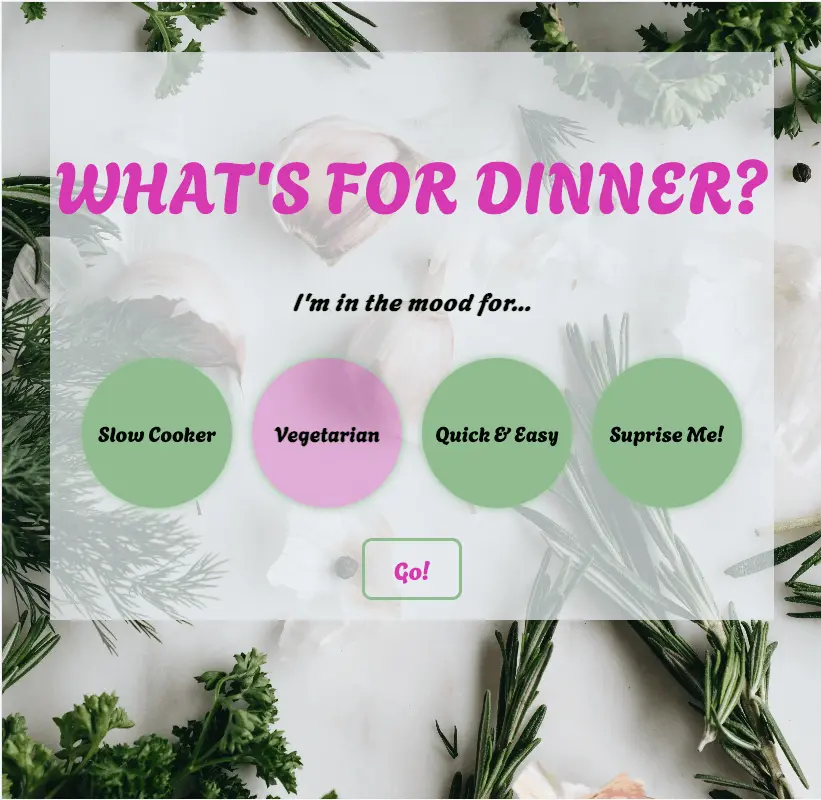 WHAT'S FOR DINNER?
I'm in the mood for...
Slow Cooker Vegetarian Quick & Easy Suprise Me!
Go!